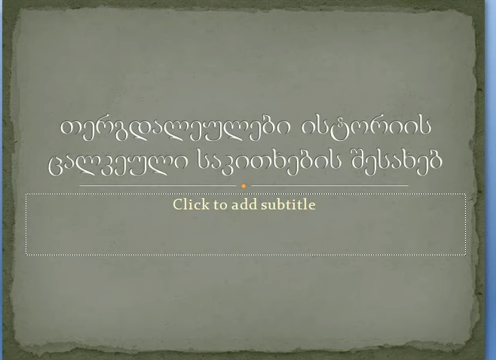 თერგდალეულები ისტორიის
ცალკეული საკითხების შესახებ
Click to add subtitle